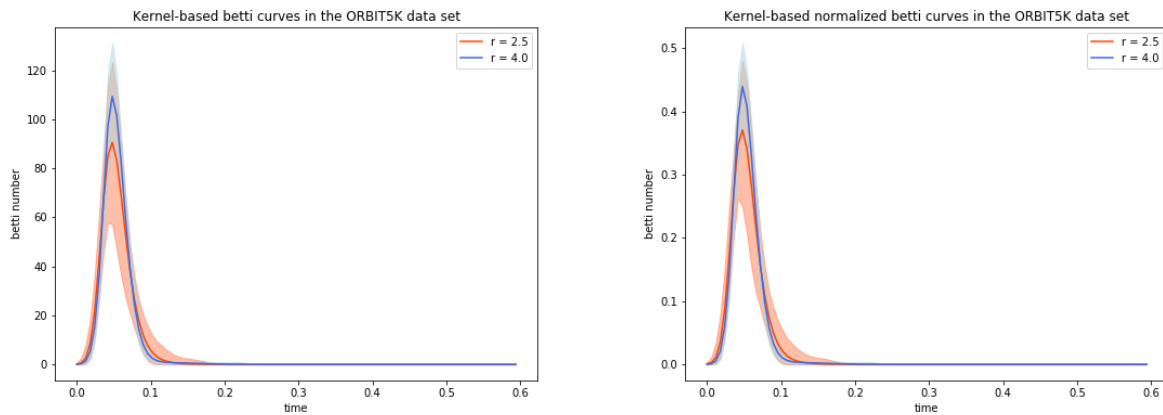 Kernel-based betti curves in the ORBIT5K data set
r = 2.5
r = 4.0
120
100
80
60
40
20
0
betti number
0.0 0.1 0.2 0.3 0.4 0.5 0.6
time
Kernel-based normalized betti curves in the ORBIT5K data set
r = 2.5
r = 4.0
0.5
0.4
0.3
0.2
0.1
0.0
betti number
0.0 0.1 0.2 0.3 0.4 0.5 0.6
time